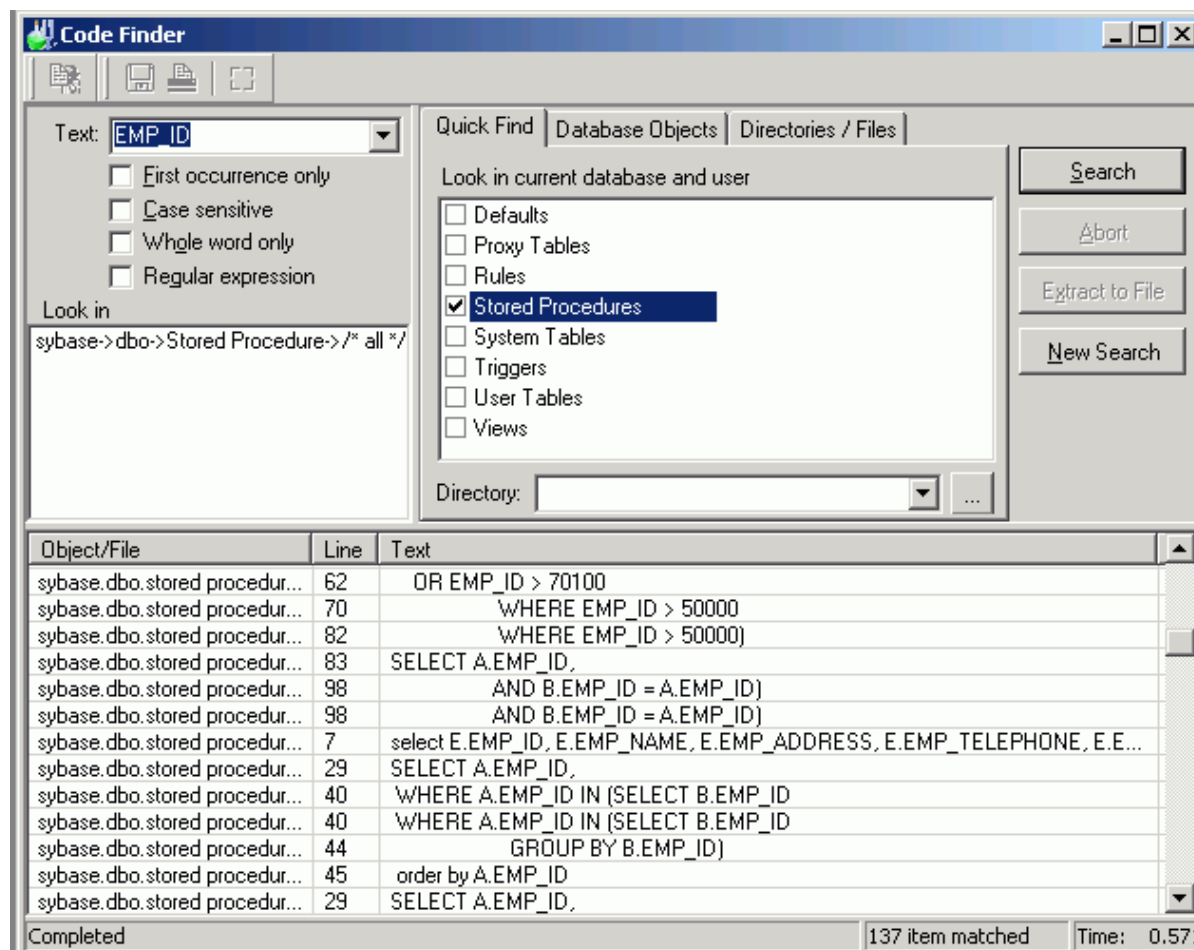 Code Finder
Text: EMP_ID
First occurrence only
Case sensitive
Whole word only
Regular expression
Look in
sybase->dbo->Stored Procedure->/* all */
Quick Find Database Objects Directories / Files
Look in current database and user
Defaults
Proxy Tables
Rules
Stored Procedures
System Tables
Triggers
User Tables
Views
Directory: ...
Search
Abort
Extract to File
New Search
Object/File Line Text
sybase.dbo.stored procedur... 62 OR EMP_ID > 70100
sybase.dbo.stored procedur... 70 WHERE EMP_ID > 50000
sybase.dbo.stored procedur... 82 WHERE EMP_ID > 50000)
sybase.dbo.stored procedur... 83 SELECT A.EMP_ID,
sybase.dbo.stored procedur... 98 AND B.EMP_ID = A.EMP_ID)
sybase.dbo.stored procedur... 98 AND B.EMP_ID = A.EMP_ID)
sybase.dbo.stored procedur... 7 select E.EMP_ID, E.EMP_NAME, E.EMP_ADDRESS, E.EMP_TELEPHONE, E.E...
sybase.dbo.stored procedur... 29 SELECT A.EMP_ID,
sybase.dbo.stored procedur... 40 WHERE A.EMP_ID IN (SELECT B.EMP_ID
sybase.dbo.stored procedur... 40 WHERE A.EMP_ID IN (SELECT B.EMP_ID
sybase.dbo.stored procedur... 44 GROUP BY B.EMP_ID)
sybase.dbo.stored procedur... 45 order by A.EMP_ID
sybase.dbo.stored procedur... 29 SELECT A.EMP_ID,
Completed 137 item matched Time: 0.57